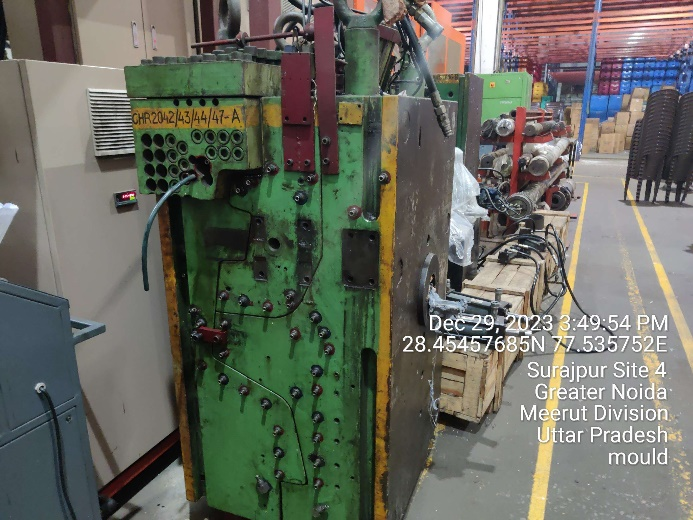 CHR2042/43/44/47-A
Dec 29, 2023 3:49:54 PM
28.45457685N 77.535752E
Surajpur Site 4
Greater Noida
Meerut Division
Uttar Pradesh
mould